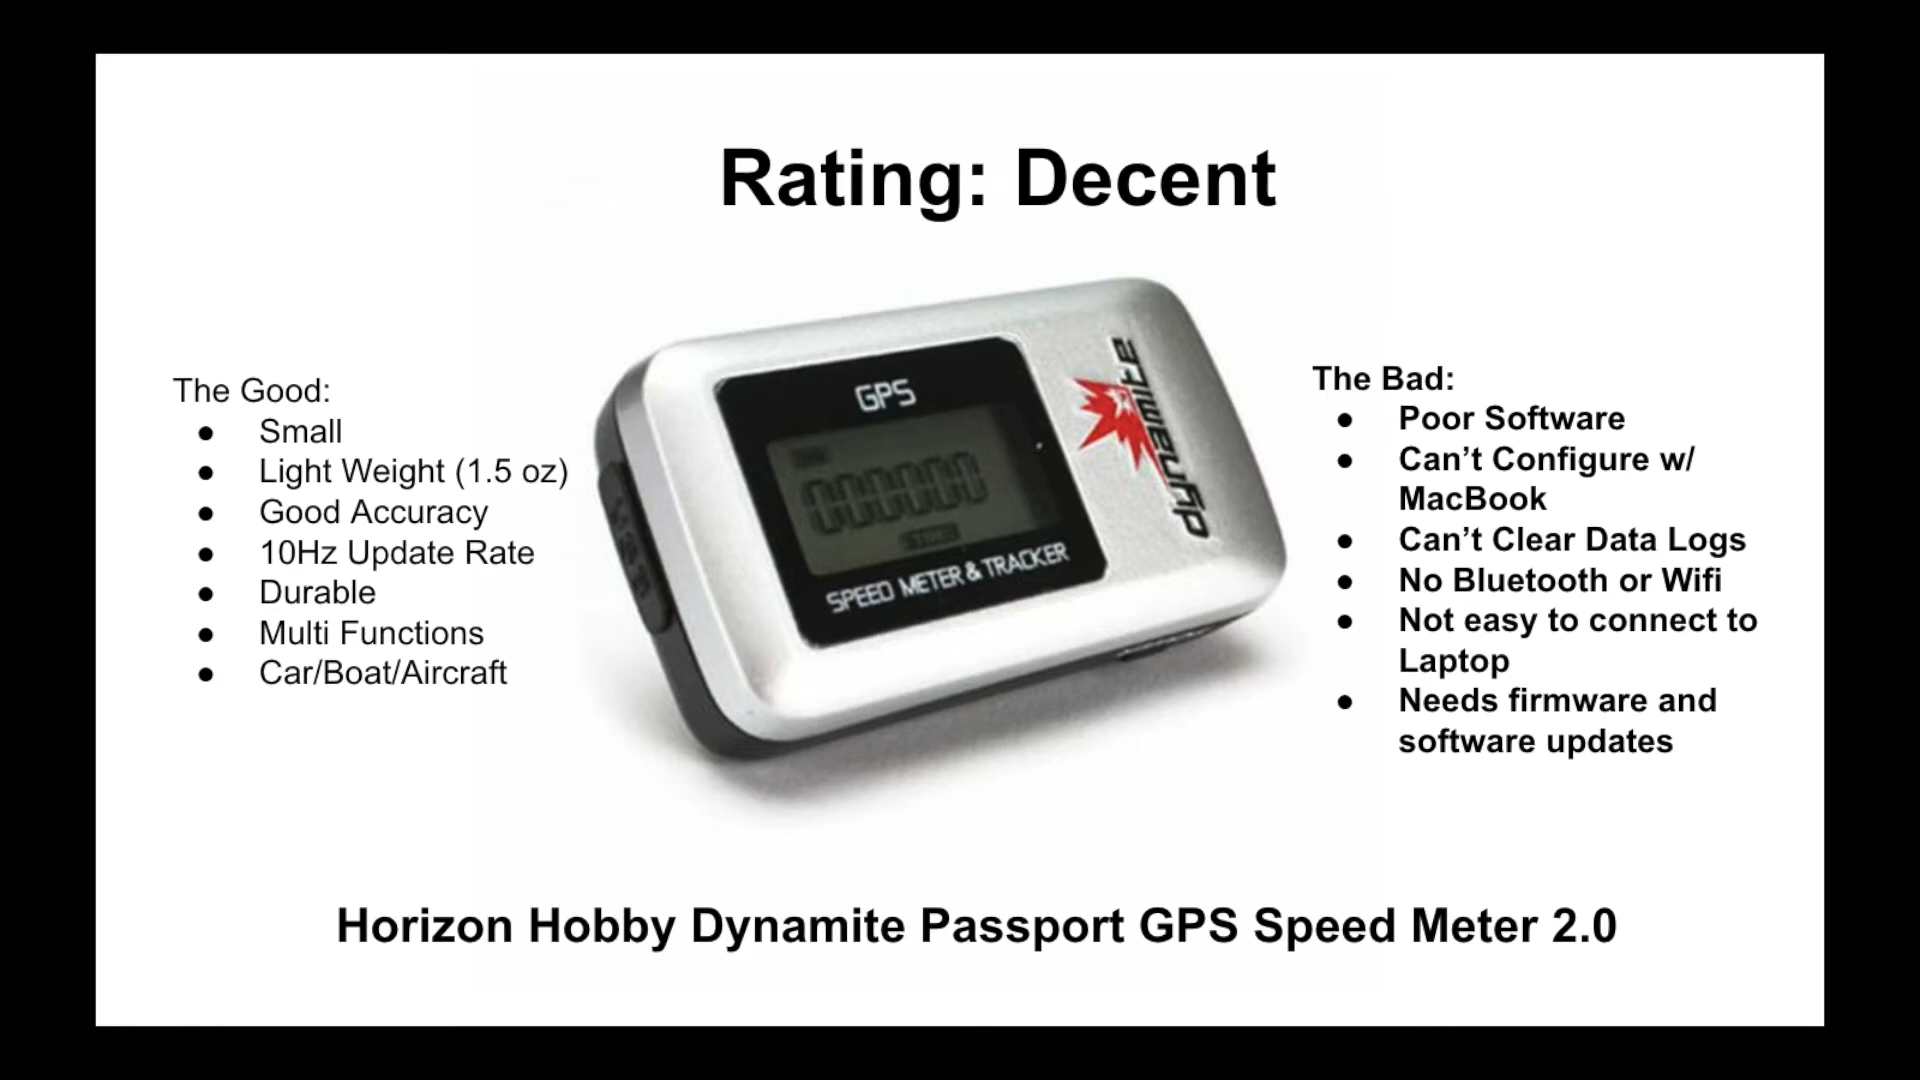 Rating: Decent
The Good:
● Small
● Light Weight (1.5 oz)
● Good Accuracy
● 10Hz Update Rate
● Durable
● Multi Functions
● Car/Boat/Aircraft
GPS
000000
SPEED METER & TRACKER
dynamite
The Bad:
● Poor Software
● Can’t Configure w/
MacBook
● Can’t Clear Data Logs
● No Bluetooth or Wifi
● Not easy to connect to
Laptop
● Needs firmware and
software updates
Horizon Hobby Dynamite Passport GPS Speed Meter 2.0